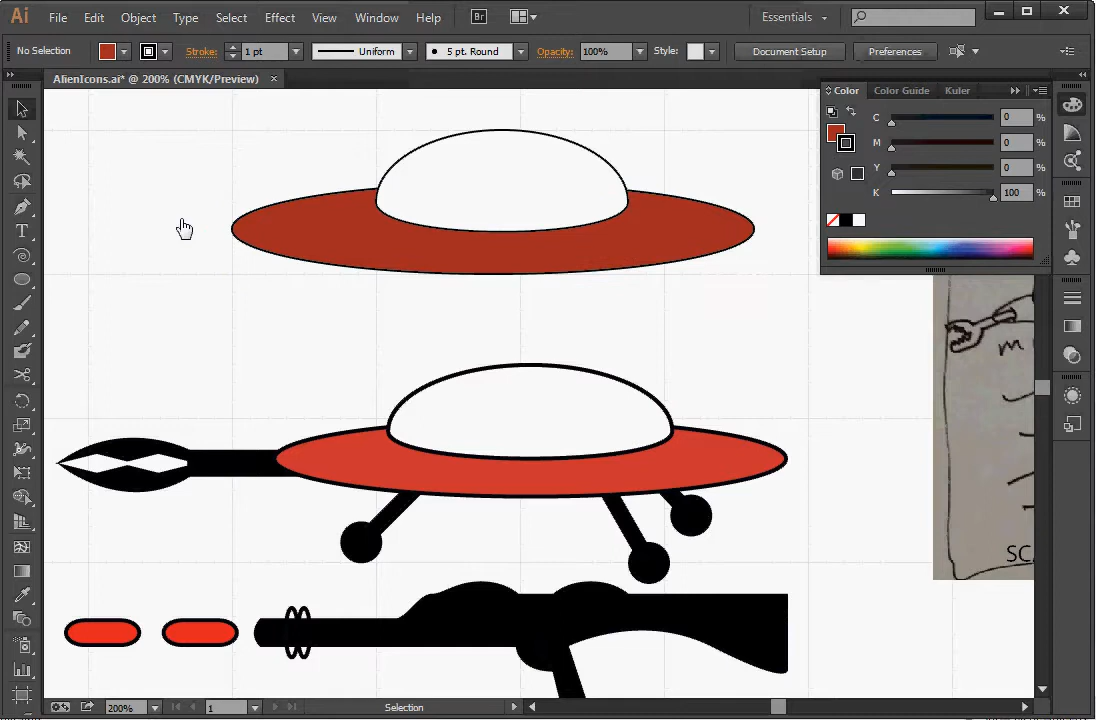 Ai File Edit Object Type Select Effect View Window Help Br Essentials
No Selection Stroke: 1 pt Uniform 5 pt. Round Opacity: 100% Style: Document Setup Preferences
AlienIcons.ai* @ 200% (CMYK/Preview) ×
Color Color Guide Kuler
C 0 %
M 0 %
Y 0 %
K 100 %
T
200% 1 Selection